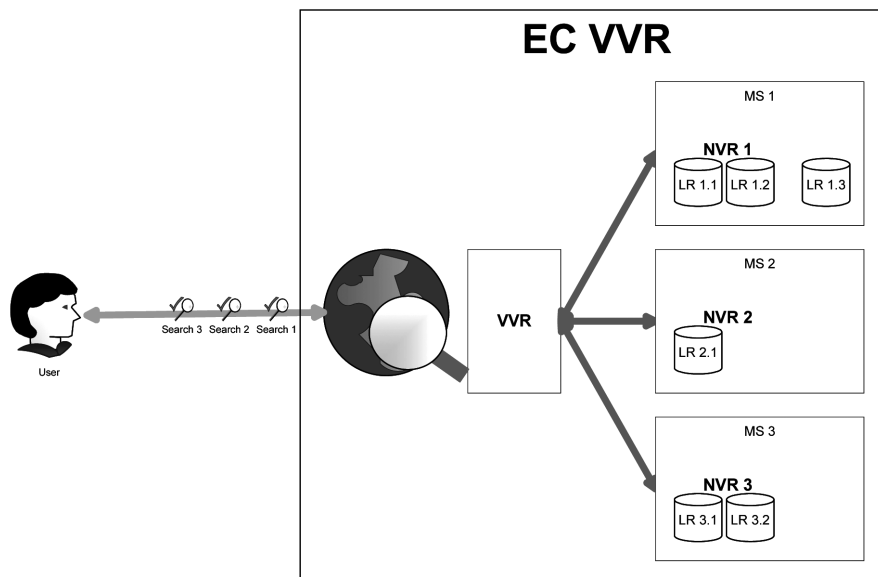 EC VVR
MS 1
NVR 1
LR 1.1 LR 1.2 LR 1.3
MS 2
NVR 2
LR 2.1
MS 3
NVR 3
LR 3.1 LR 3.2
VVR
Search 3 Search 2 Search 1
User